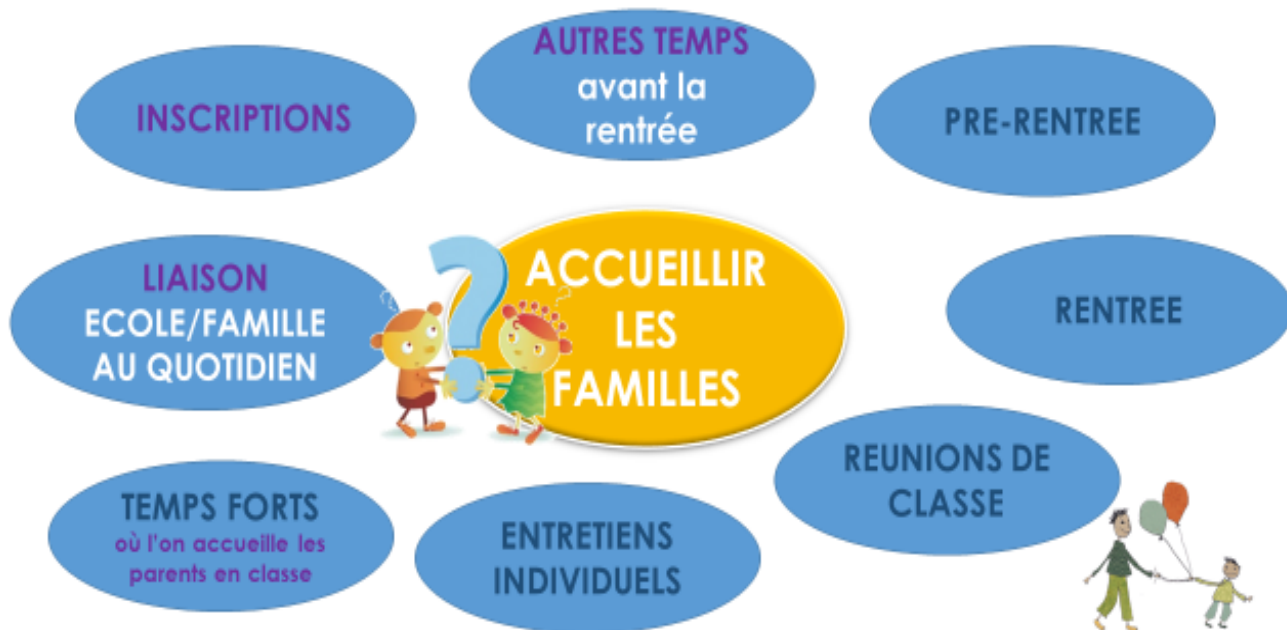 INSCRIPTIONS
AUTRES TEMPS
avant la
rentrée
PRE-RENTREE
LIAISON
ECOLE/FAMILLE
AU QUOTIDIEN
ACCUEILLIR
LES
FAMILLES
RENTREE
TEMPS FORTS
où l'on accueille les
parents en classe
ENTRETIENS
INDIVIDUELS
REUNIONS DE
CLASSE